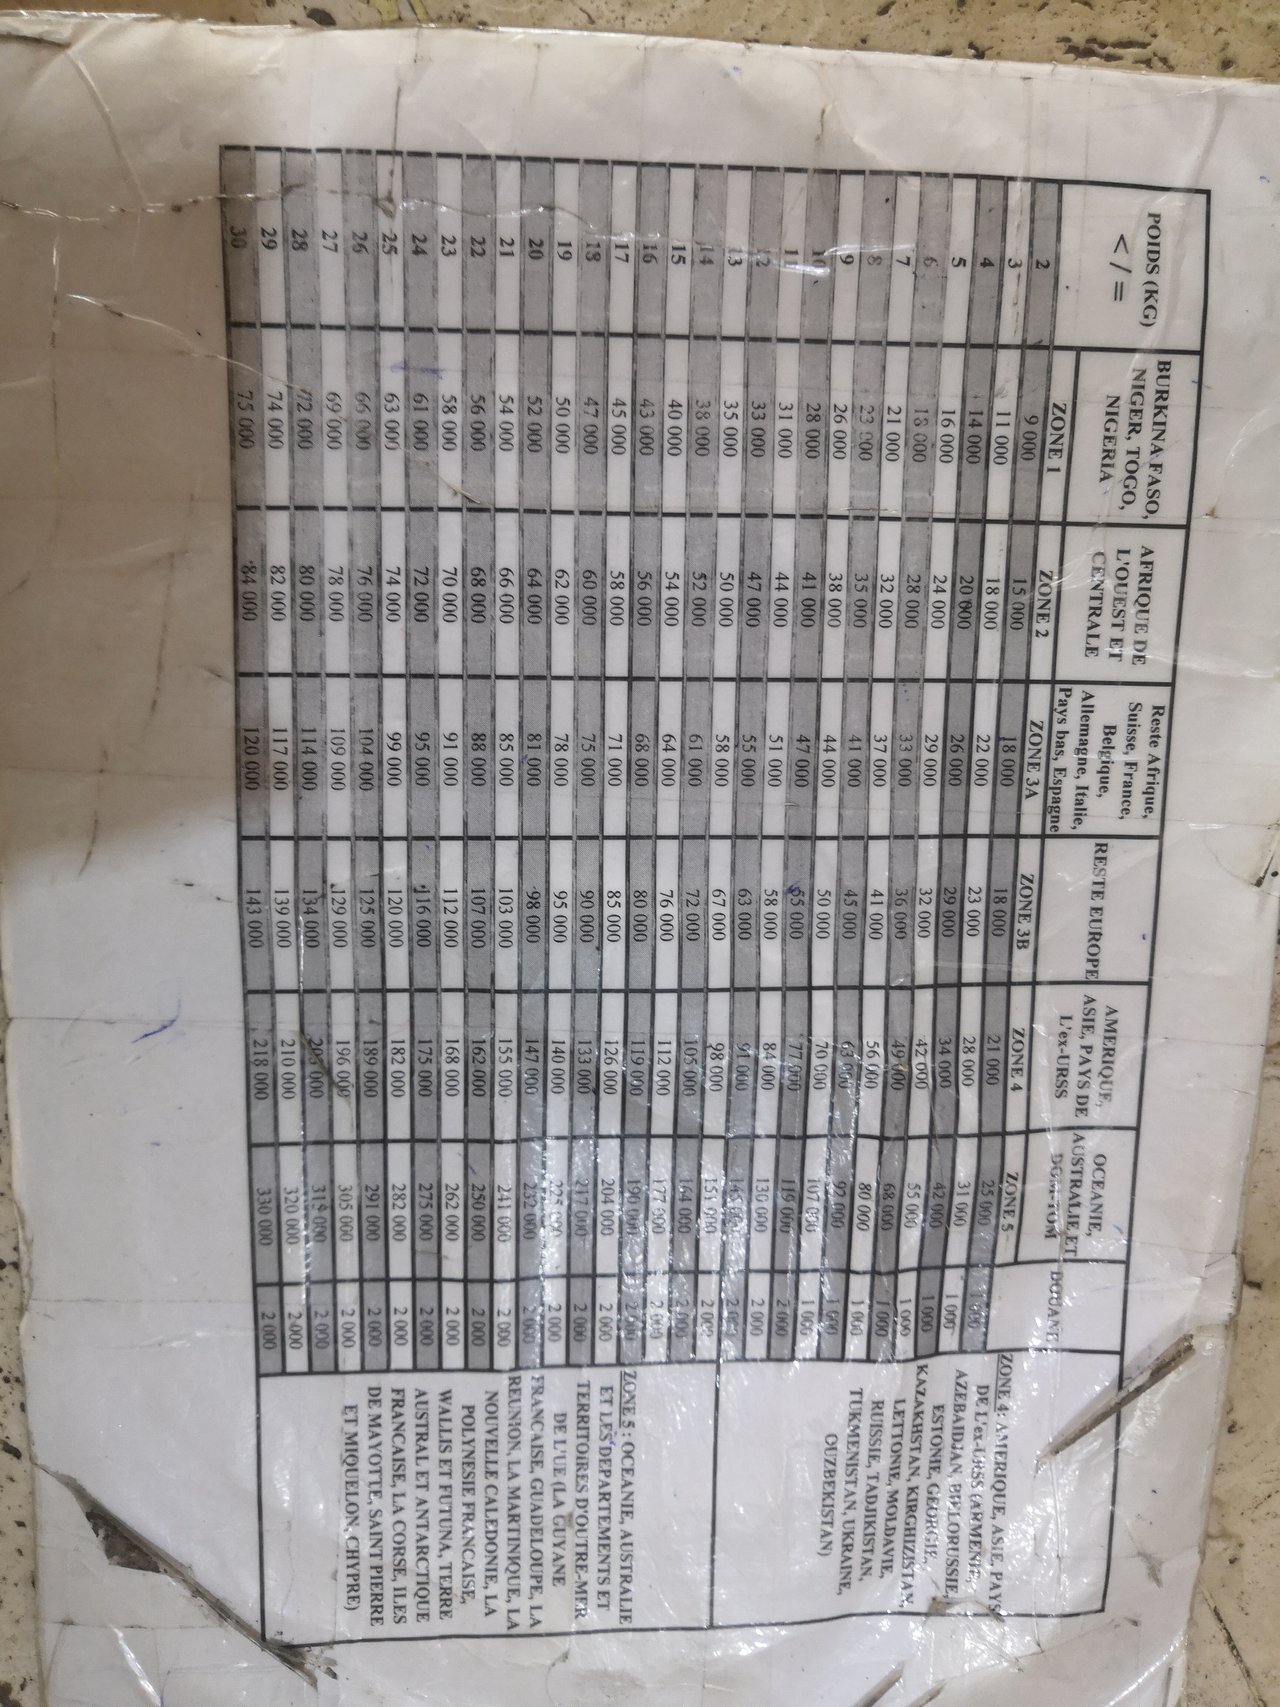 POIDS (KG)
< / =
BURKINA FASO,
NIGER, TOGO,
NIGERIA
AFRIQUE DE
L'OUEST ET
CENTRALE
Reste Afrique,
Suisse, France,
Belgique,
Allemagne, Italie,
Pays bas, Espagne
RESTE EUROPE
AMERIQUE,
ASIE, PAYS DE
L'ex-URSS
OCEANIE,
AUSTRALIE, ET
DOM-TOM
DOUANE
ZONE 1 ZONE 2 ZONE 3A ZONE 3B ZONE 4 ZONE 5
2 9 000 15 000 18 000 18 000 21 000 25 000 1 000
3 11 000 18 000 22 000 23 000 28 000 31 000 1 000
4 14 000 20 000 26 000 29 000 34 000 42 000 1 000
5 16 000 24 000 29 000 32 000 42 000 55 000 1 000
6 18 000 28 000 33 000 36 000 49 000 68 000 1 000
7 21 000 32 000 37 000 41 000 56 000 80 000 1 000
8 23 000 35 000 41 000 45 000 63 000 92 000 1 000
9 26 000 38 000 44 000 50 000 70 000 107 000 1 000
10 28 000 41 000 47 000 55 000 77 000 119 000 2 000
11 31 000 44 000 51 000 58 000 84 000 130 000 2 000
12 33 000 47 000 55 000 63 000 91 000 2 000
13 35 000 50 000 58 000 67 000 98 000 151 000 2 000
14 38 000 52 000 61 000 72 000 105 000 164 000 2 000
15 40 000 54 000 64 000 76 000 112 000 177 000 2 000
16 43 000 56 000 68 000 80 000 119 000 190 000 2 000
17 45 000 58 000 71 000 85 000 126 000 204 000 2 000
18 47 000 60 000 75 000 90 000 133 000 217 000 2 000
19 50 000 62 000 78 000 95 000 140 000 225 000 2 000
20 52 000 64 000 81 000 98 000 147 000 232 000 2 000
21 54 000 66 000 85 000 103 000 155 000 241 000 2 000
22 56 000 68 000 88 000 107 000 162 000 250 000 2 000
23 58 000 70 000 91 000 112 000 168 000 262 000 2 000
24 61 000 72 000 95 000 116 000 175 000 275 000 2 000
25 63 000 74 000 99 000 120 000 182 000 282 000 2 000
26 66 000 76 000 104 000 125 000 189 000 291 000 2 000
27 69 000 78 000 109 000 129 000 196 000 305 000 2 000
28 72 000 80 000 114 000 134 000 2 000
29 74 000 82 000 117 000 139 000 210 000 320 000 2 000
30 75 000 84 000 120 000 143 000 218 000 330 000 2 000
ZONE 4: AMERIQUE, ASIE, PAYS
DE L'ex-URSS (ARMENIE,
AZEBAIDJAN, BIELORUSSIE,
ESTONIE, GEORGIE,
KAZAKHSTAN, KIRGHIZISTAN,
LETTONIE, MOLDAVIE,
RUISSIE, TADJIKISTAN,
TUKMENISTAN, UKRAINE,
OUZBEKISTAN)
ZONE 5 : OCEANIE, AUSTRALIE
ET LES DEPARTEMENTS ET
TERRITOIRES D'OUTRE-MER
DE L'UE (LA GUYANE
FRANCAISE, GUADELOUPE, LA
REUNION, LA MARTINIQUE, LA
NOUVELLE CALEDONIE, LA
POLYNESIE FRANCAISE,
WALLIS ET FUTUNA, TERRE
AUSTRAL ET ANTARCTIQUE
FRANCAISE, LA CORSE, ILES
DE MAYOTTE, SAINT PIERRE
ET MIQUELON, CHYPRE)